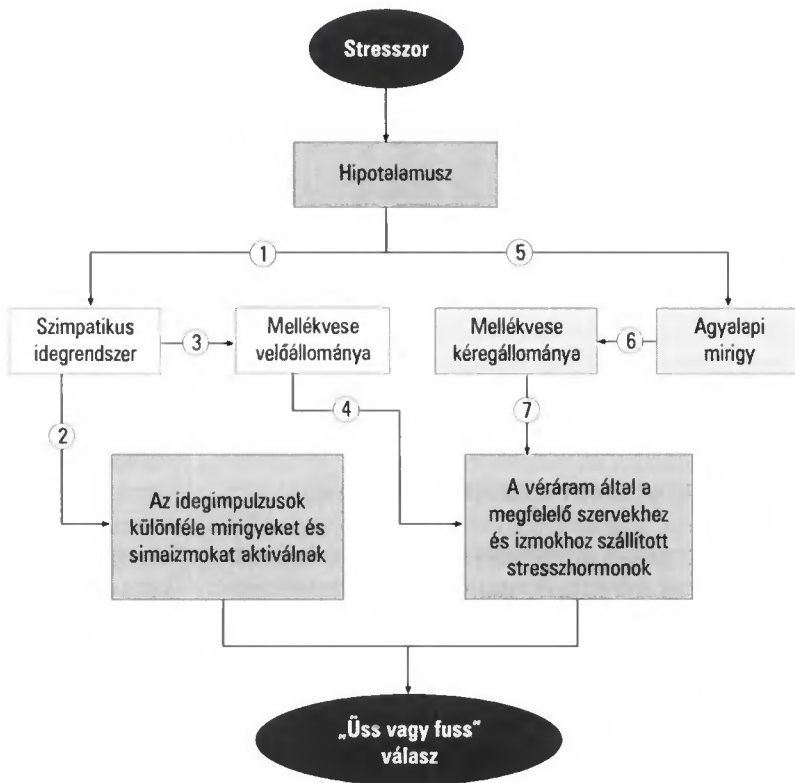 Stresszor
Hipotalamusz
1
5
Szimpatikus
idegrendszer
3
Mellékvese
velőállománya
Mellékvese
kéregállománya
6
Agyalapi
mirigy
2
4
7
Az idegimpulzusok
különféle mirigyeket és
simaizmokat aktiválnak
A véráram által a
megfelelő szervekhez
és izmokhoz szállított
stresszhormonok
„Üss vagy fuss"
válasz